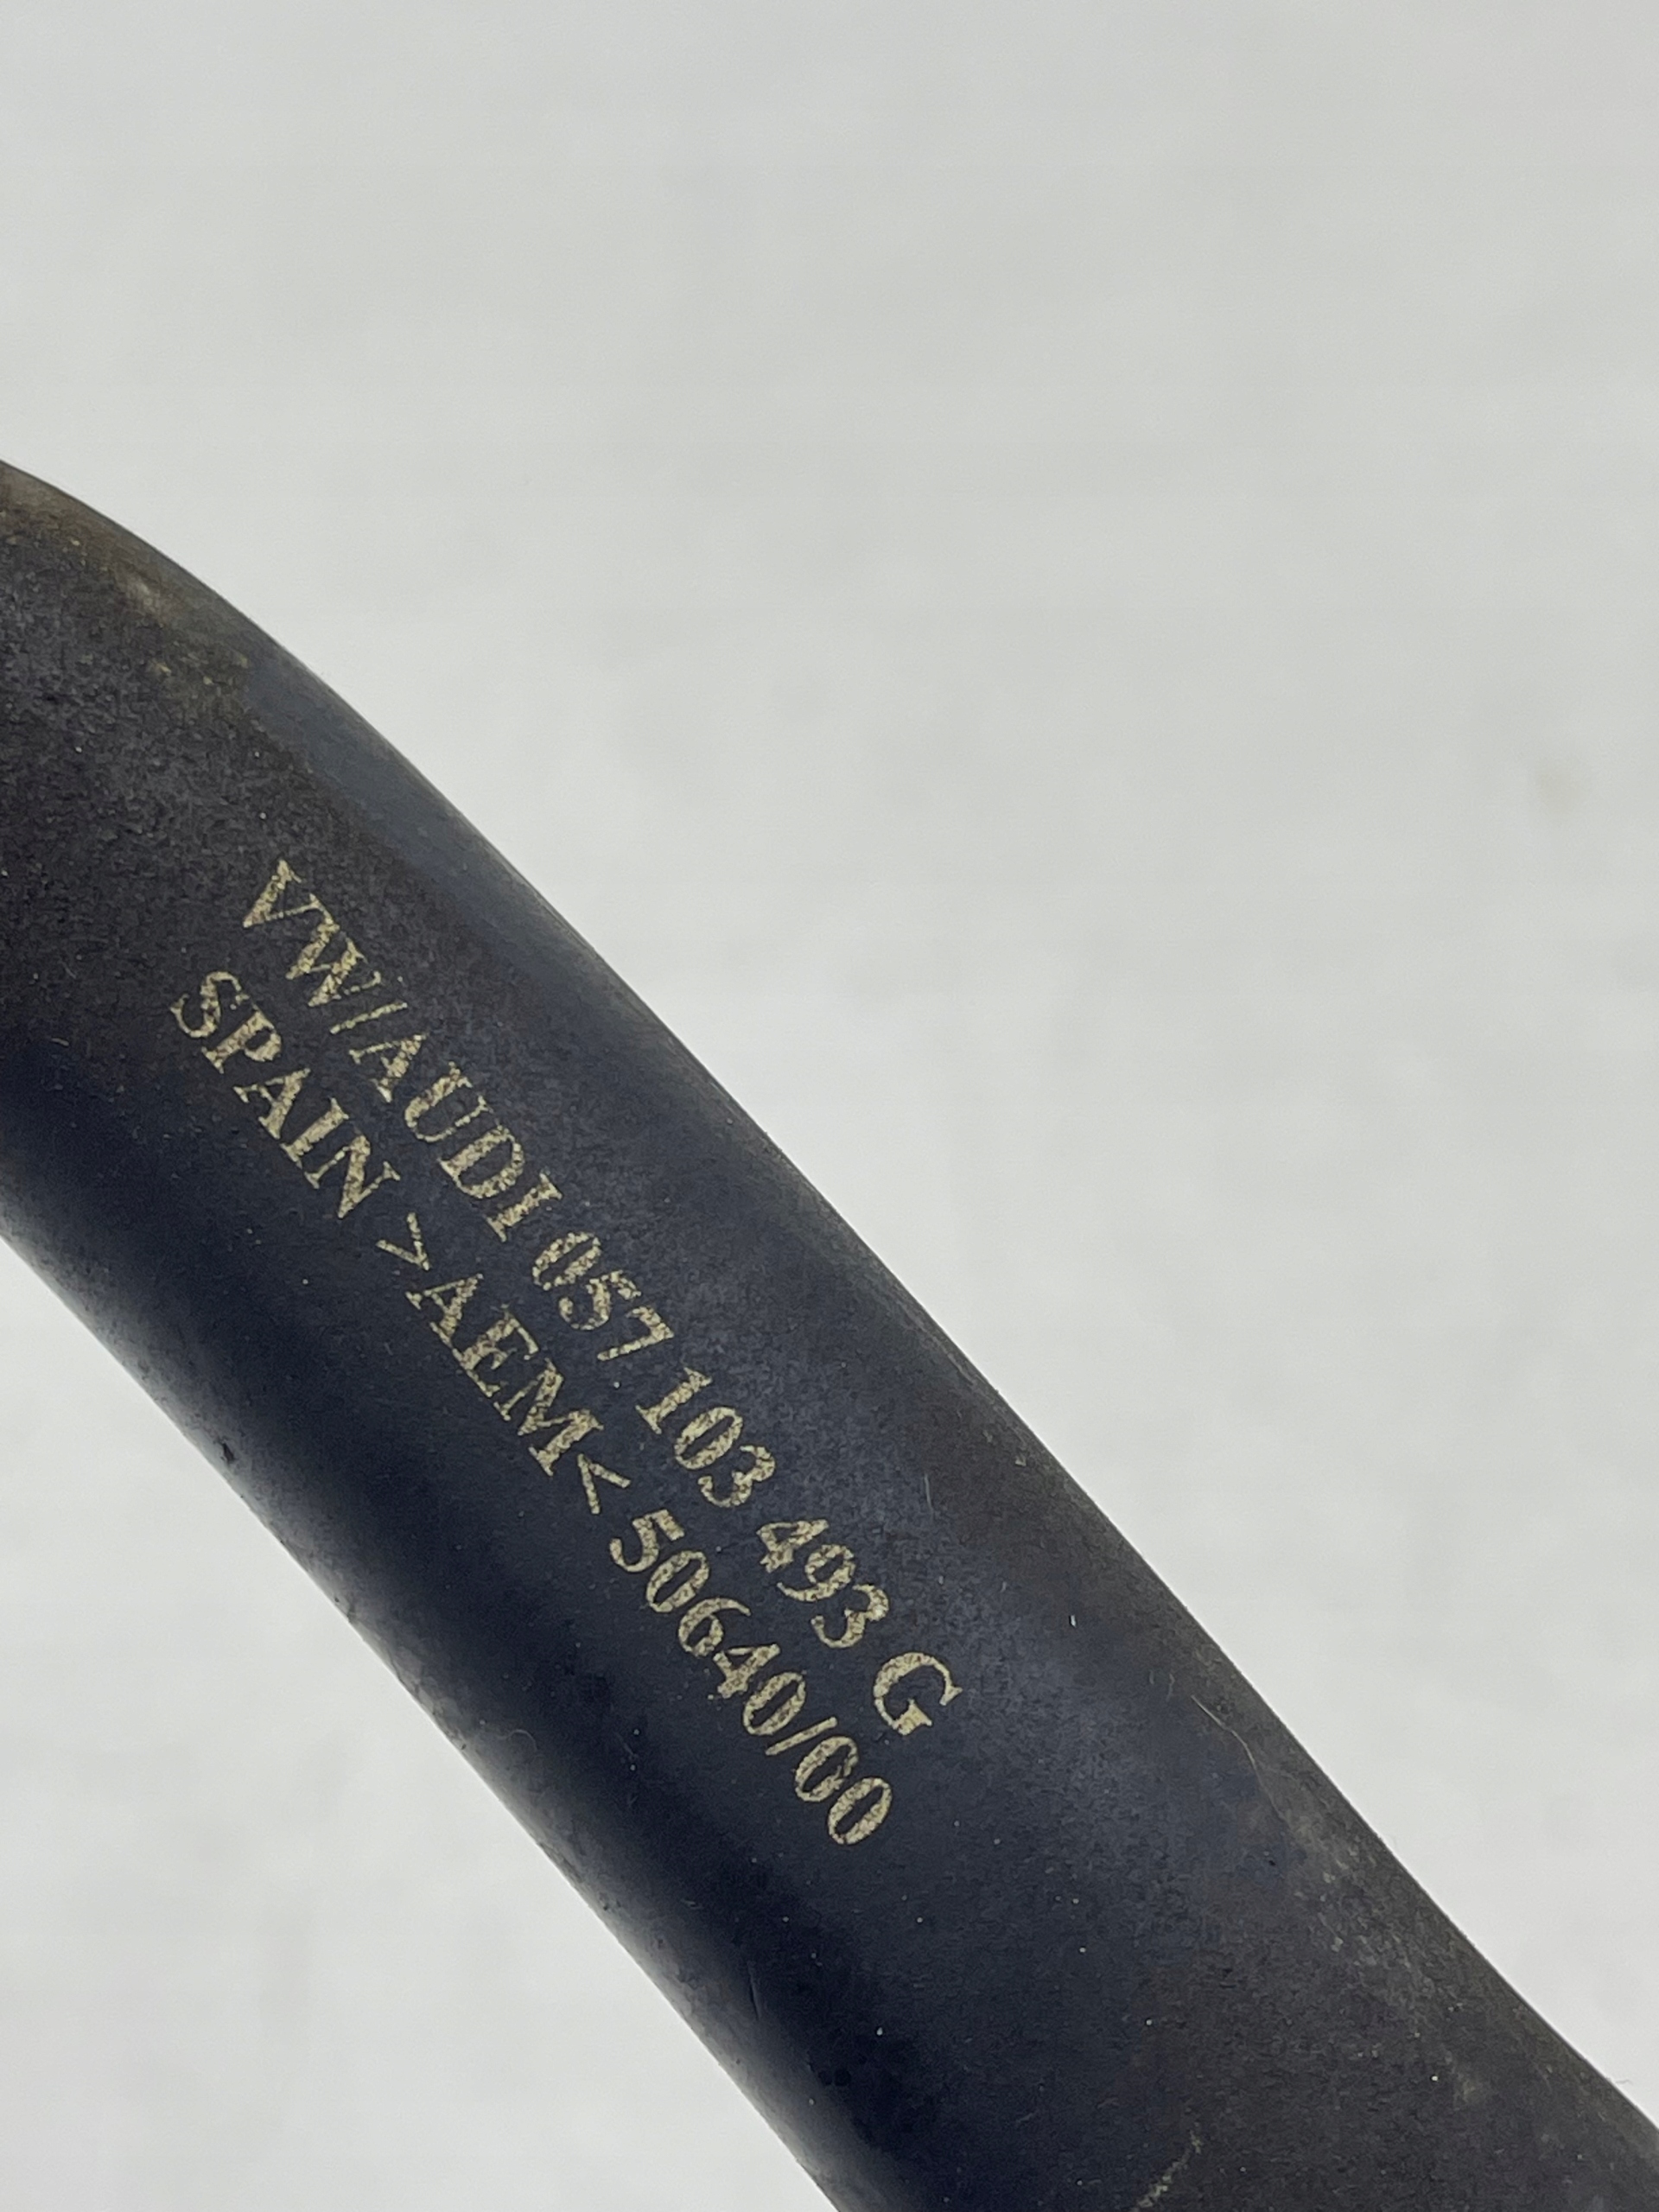 VW/AUDI 057 103 493 G
SPAIN >AEM< 50640/00